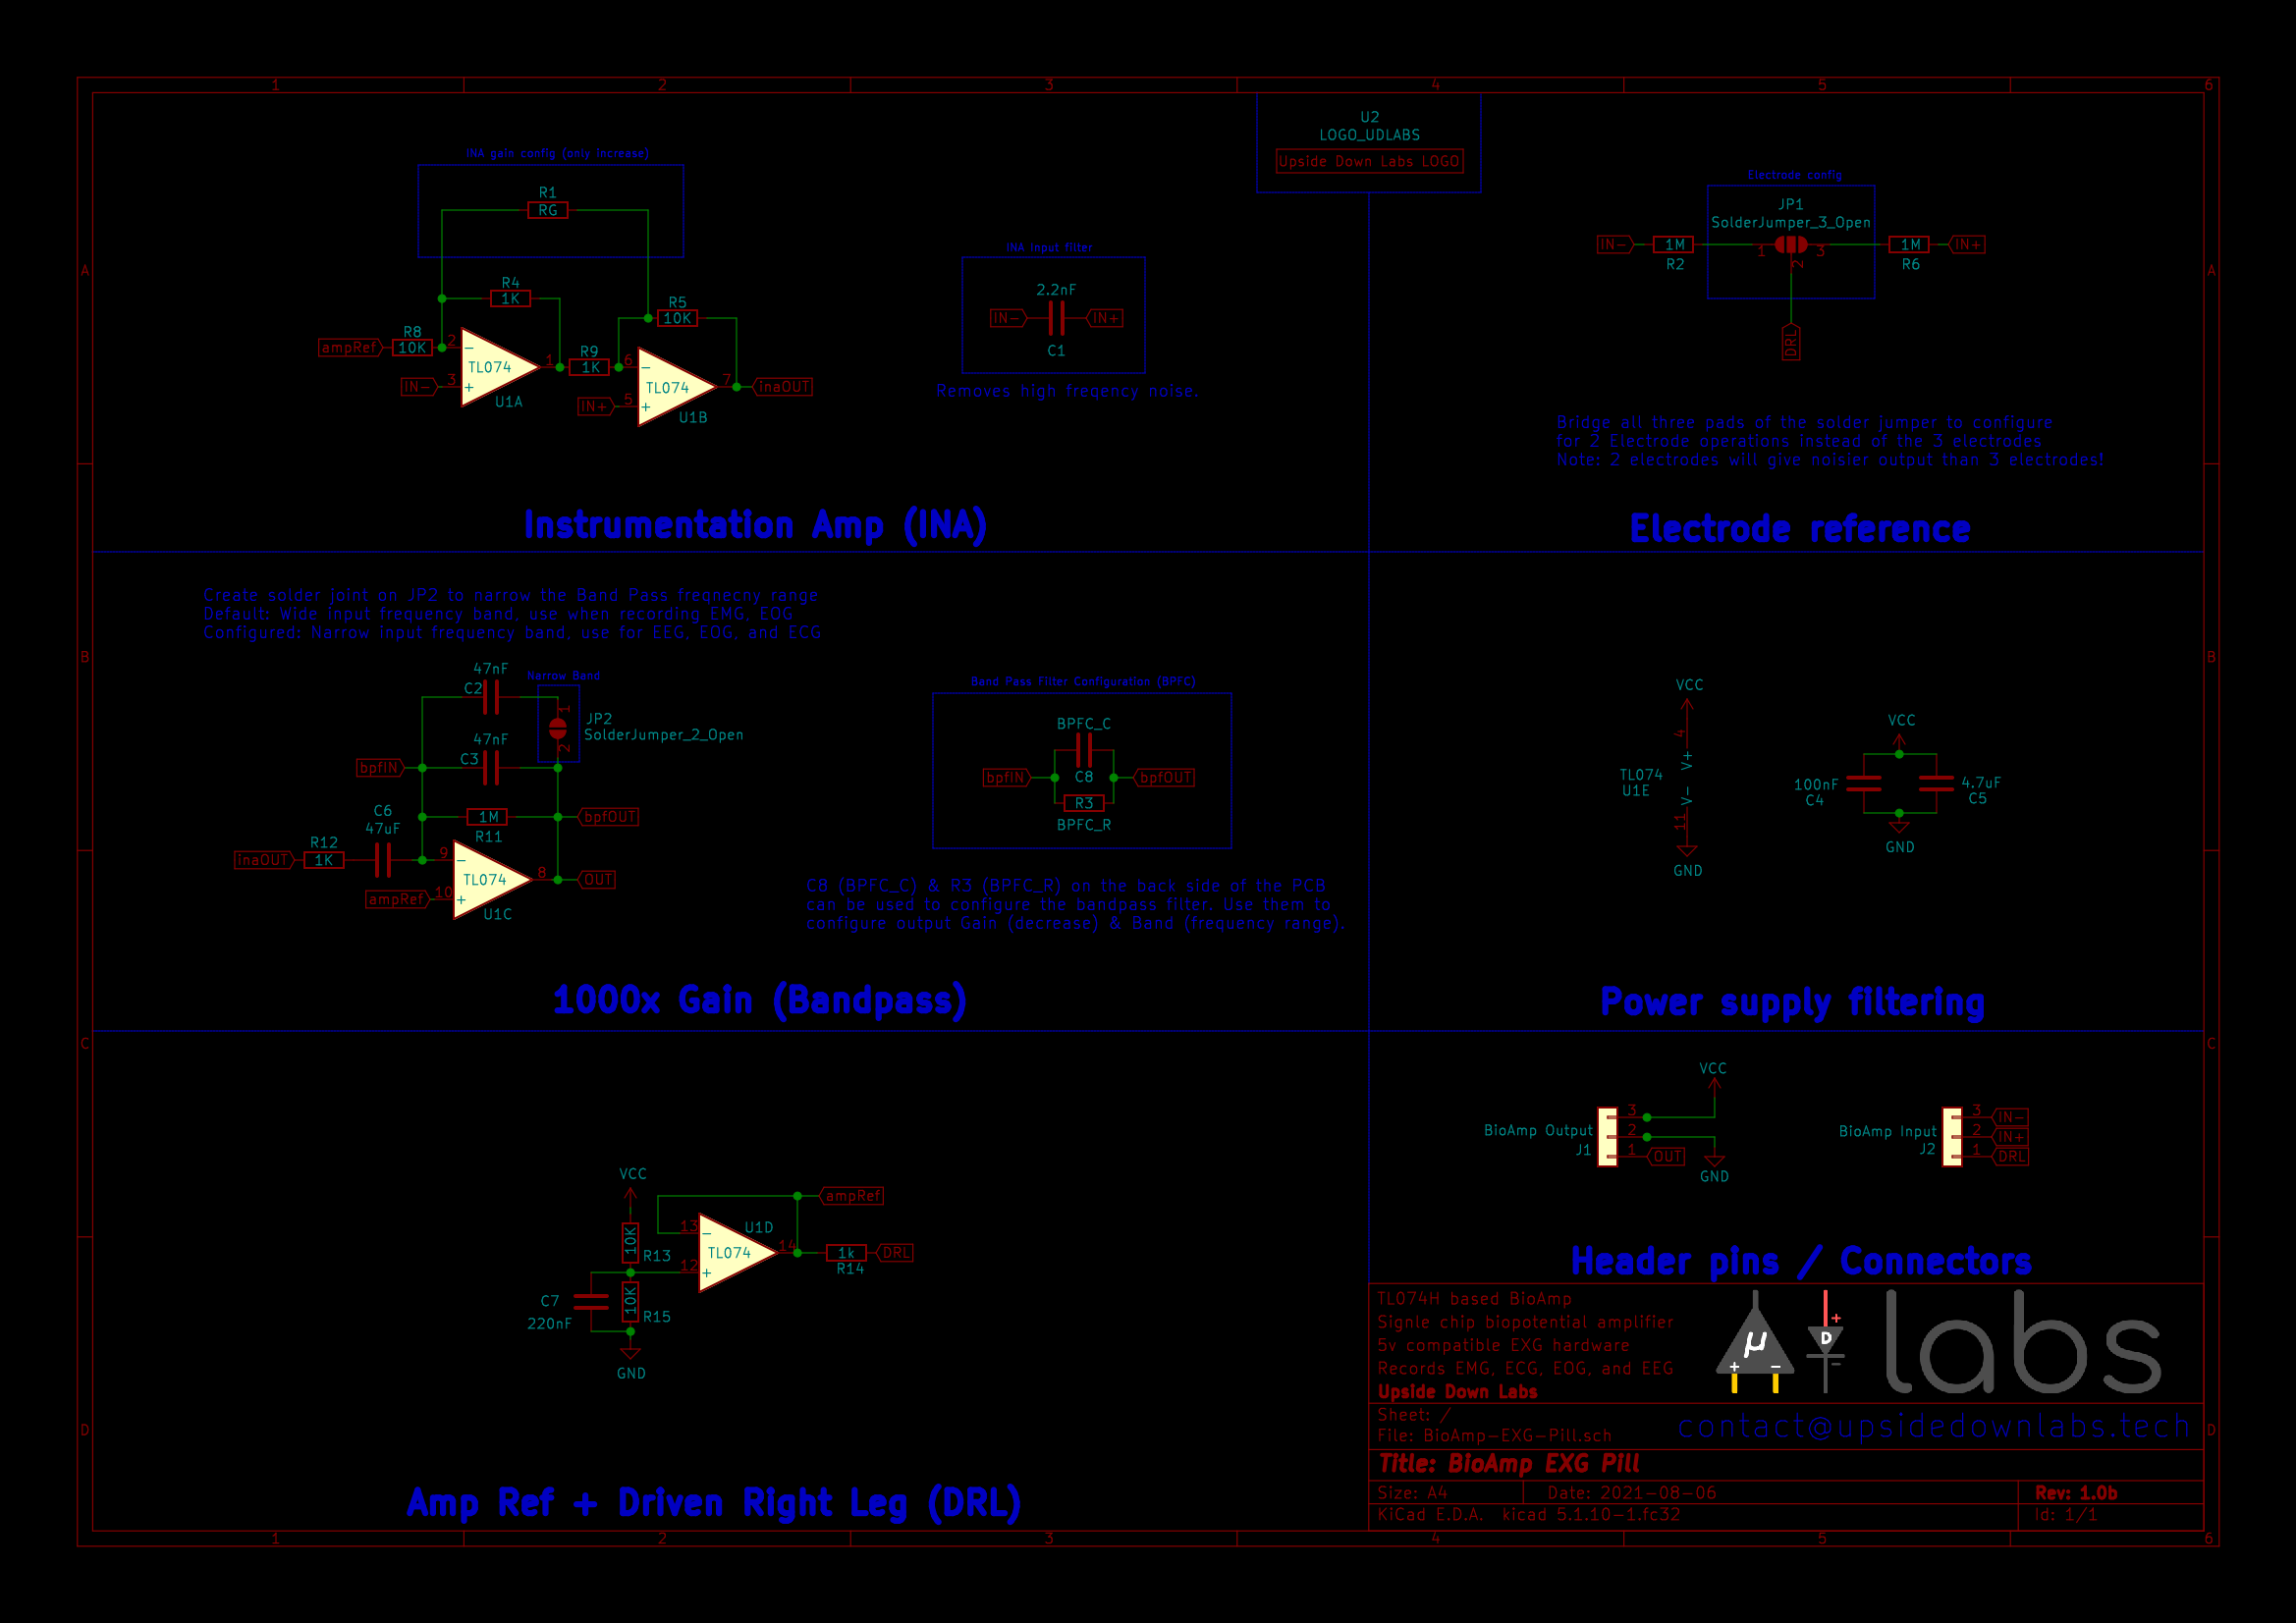 1 2 3 4 5 6
A
B
C
D
INA gain config (only increase)
R1
RG
R4
1K
R5
10K
R8
10K
ampRef
2
3
IN-
TL074
U1A
1
R9
1K
6
5
IN+
TL074
U1B
7
inaOUT
INA Input filter
2.2nF
IN-
IN+
C1
Removes high freqency noise.
Instrumentation Amp (INA)
U2
LOGO_UDLABS
Upside Down Labs LOGO
Electrode config
JP1
SolderJumper_3_Open
IN-
1M
R2
1
2
3
1M
R6
IN+
DRL
Bridge all three pads of the solder jumper to configure
for 2 Electrode operations instead of the 3 electrodes
Note: 2 electrodes will give noisier output than 3 electrodes!
Electrode reference
Create solder joint on JP2 to narrow the Band Pass freqnecny range
Default: Wide input frequency band, use when recording EMG, EOG
Configured: Narrow input frequency band, use for EEG, EOG, and ECG
47nF
C2
Narrow Band
1
2
JP2
SolderJumper_2_Open
47nF
C3
bpfIN
C6
47uF
1M
R11
bpfOUT
R12
1K
inaOUT
9
10
ampRef
TL074
U1C
8
OUT
Band Pass Filter Configuration (BPFC)
BPFC_C
bpfIN
C8
bpfOUT
R3
BPFC_R
C8 (BPFC_C) & R3 (BPFC_R) on the back side of the PCB
can be used to configure the bandpass filter. Use them to
configure output Gain (decrease) & Band (frequency range).
1000x Gain (Bandpass)
VCC
4
V+
TL074
U1E
V-
11
GND
VCC
100nF
C4
4.7uF
C5
GND
Power supply filtering
VCC
10K
R13
10K
R15
C7
220nF
GND
13
12
U1D
TL074
14
ampRef
1k
R14
DRL
Amp Ref + Driven Right Leg (DRL)
VCC
BioAmp Output
J1
3
2
1
OUT
GND
BioAmp Input
J2
3
2
1
IN-
IN+
DRL
Header pins / Connectors
TL074H based BioAmp
Signle chip biopotential amplifier
5v compatible EXG hardware
Records EMG, ECG, EOG, and EEG
Upside Down Labs
μ
+ -
D
+
-
labs
Sheet: /
File: BioAmp-EXG-Pill.sch
contact@upsidedownlabs.tech
Title: BioAmp EXG Pill
Size: A4
Date: 2021-08-06
Rev: 1.0b
KiCad E.D.A. kicad 5.1.10-1.fc32
Id: 1/1
A
B
C
D
1 2 3 4 5 6